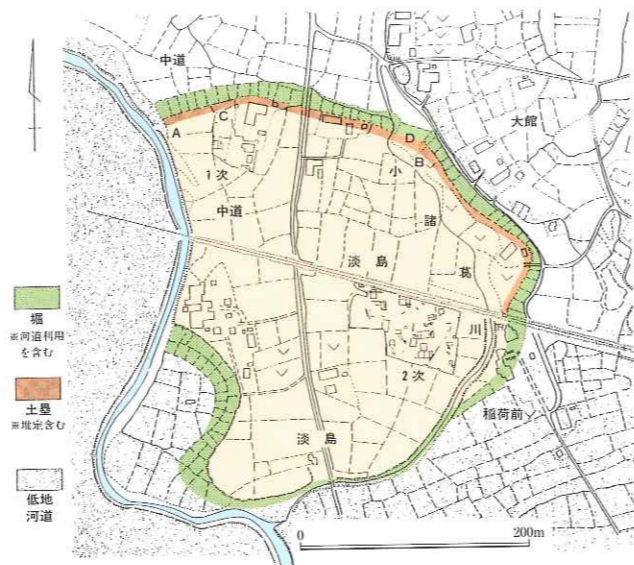 中道
大館
A
C
D
B
小
1次
中道
諸
淡島
葛
川
2次
稲荷前
淡島
堀
※河道利用
を含む
土塁
※推定含む
低地
河道
0
200m